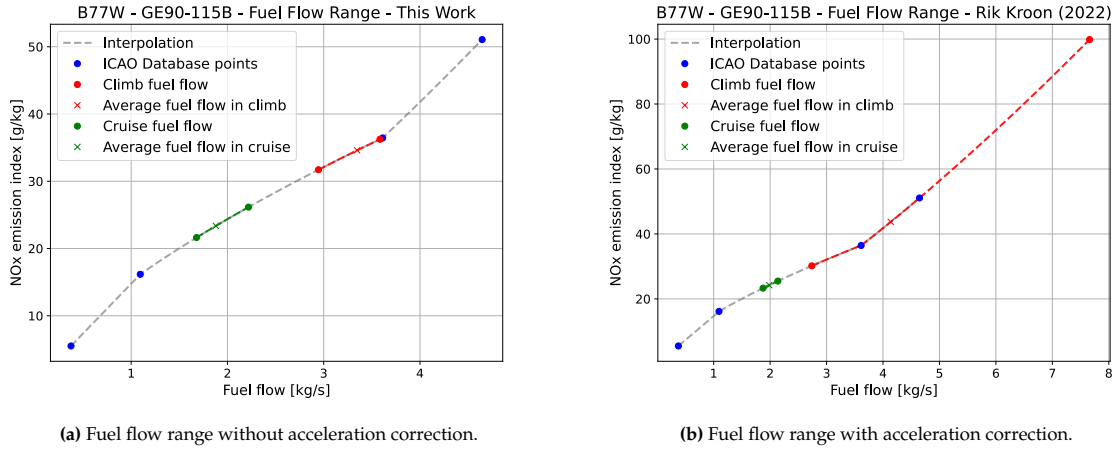 B77W - GE90-115B - Fuel Flow Range - This Work
NOx emission index [g/kg]
50
40
30
20
10
Interpolation
ICAO Database points
Climb fuel flow
Average fuel flow in climb
Cruise fuel flow
Average fuel flow in cruise
1 2 3 4
Fuel flow [kg/s]
(a) Fuel flow range without acceleration correction.
B77W - GE90-115B - Fuel Flow Range - Rik Kroon (2022)
NOx emission index [g/kg]
100
80
60
40
20
Interpolation
ICAO Database points
Climb fuel flow
Average fuel flow in climb
Cruise fuel flow
Average fuel flow in cruise
1 2 3 4 5 6 7 8
Fuel flow [kg/s]
(b) Fuel flow range with acceleration correction.